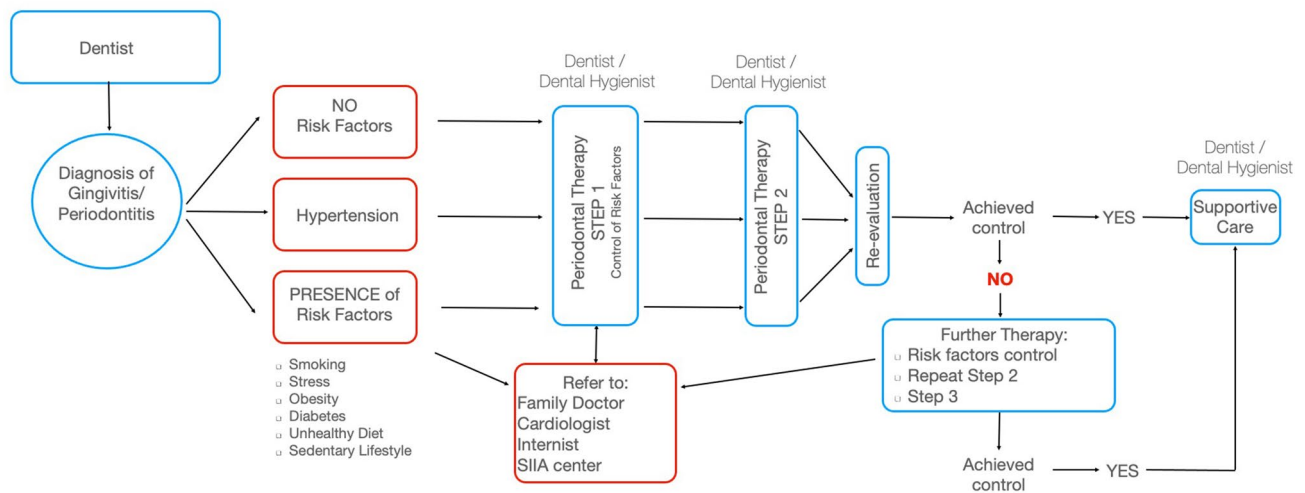 Dentist
Diagnosis of
Gingivitis/
Periodontitis
NO
Risk Factors
Hypertension
PRESENCE of
Risk Factors
Smoking
Stress
Obesity
Diabetes
Unhealthy Diet
Sedentary Lifestyle
Dentist /
Dental Hygienist
Periodontal Therapy
STEP 1
Control of Risk Factors
Refer to:
Family Doctor
Cardiologist
Internist
SIIA center
Dentist /
Dental Hygienist
Periodontal Therapy
STEP 2
Re-evaluation
Achieved
control
YES
Dentist /
Dental Hygienist
Supportive
Care
NO
Further Therapy:
Risk factors control
Repeat Step 2
Step 3
Achieved
control
YES